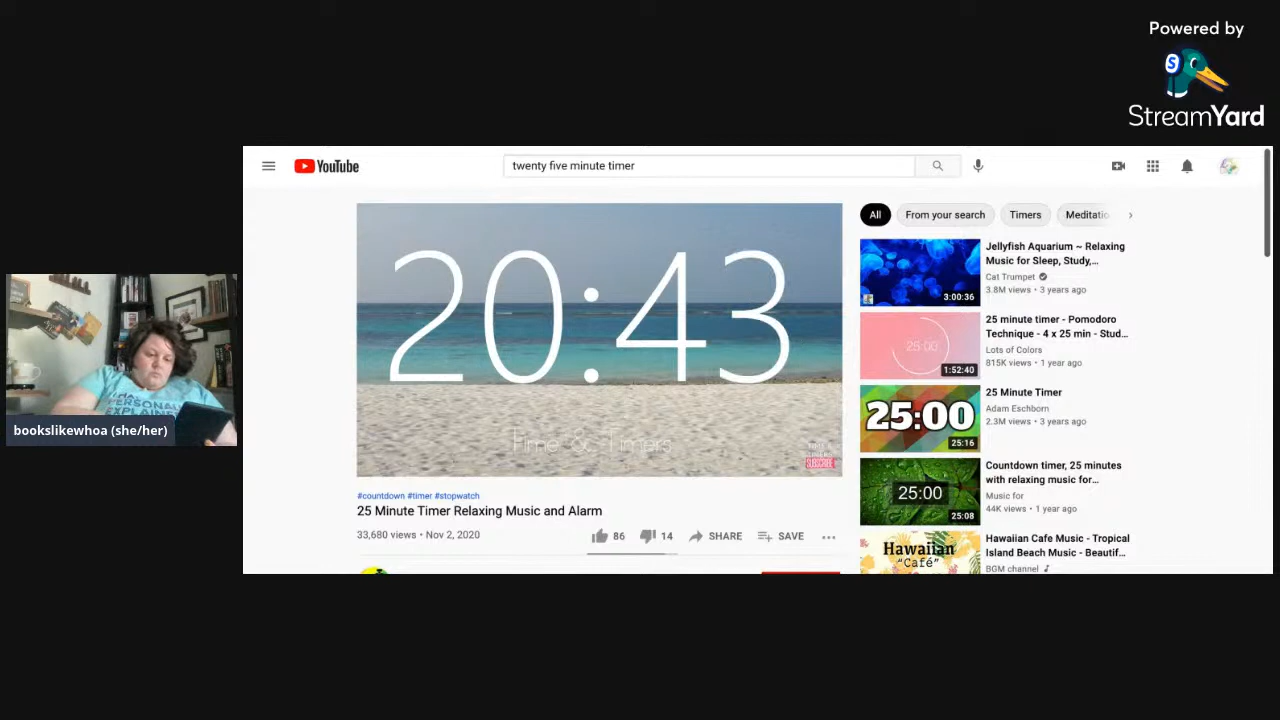 Powered by
StreamYard
YouTube
twenty five minute timer
20:43
Time & Timers
TIME &
TIMERS
SUBSCRIBE
#countdown #timer #stopwatch
25 Minute Timer Relaxing Music and Alarm
33,680 views • Nov 2, 2020
86
14
SHARE
SAVE
All
From your search
Timers
Meditatio
Jellyfish Aquarium ~ Relaxing
Music for Sleep, Study,...
Cat Trumpet
3.8M views • 3 years ago
3:00:36
25 minute timer - Pomodoro
Technique - 4 x 25 min - Stud...
Lots of Colors
815K views • 1 year ago
25:00
1:52:40
25 Minute Timer
Adam Eschborn
2.3M views • 3 years ago
25:00
25:16
Countdown timer, 25 minutes
with relaxing music for...
Music for
44K views • 1 year ago
25:00
25:08
Hawaiian Cafe Music - Tropical
Island Beach Music - Beautif...
BGM channel
Hawaiian
"Café"
PERSONAL
EXPLAIN
bookslikewhoa (she/her)